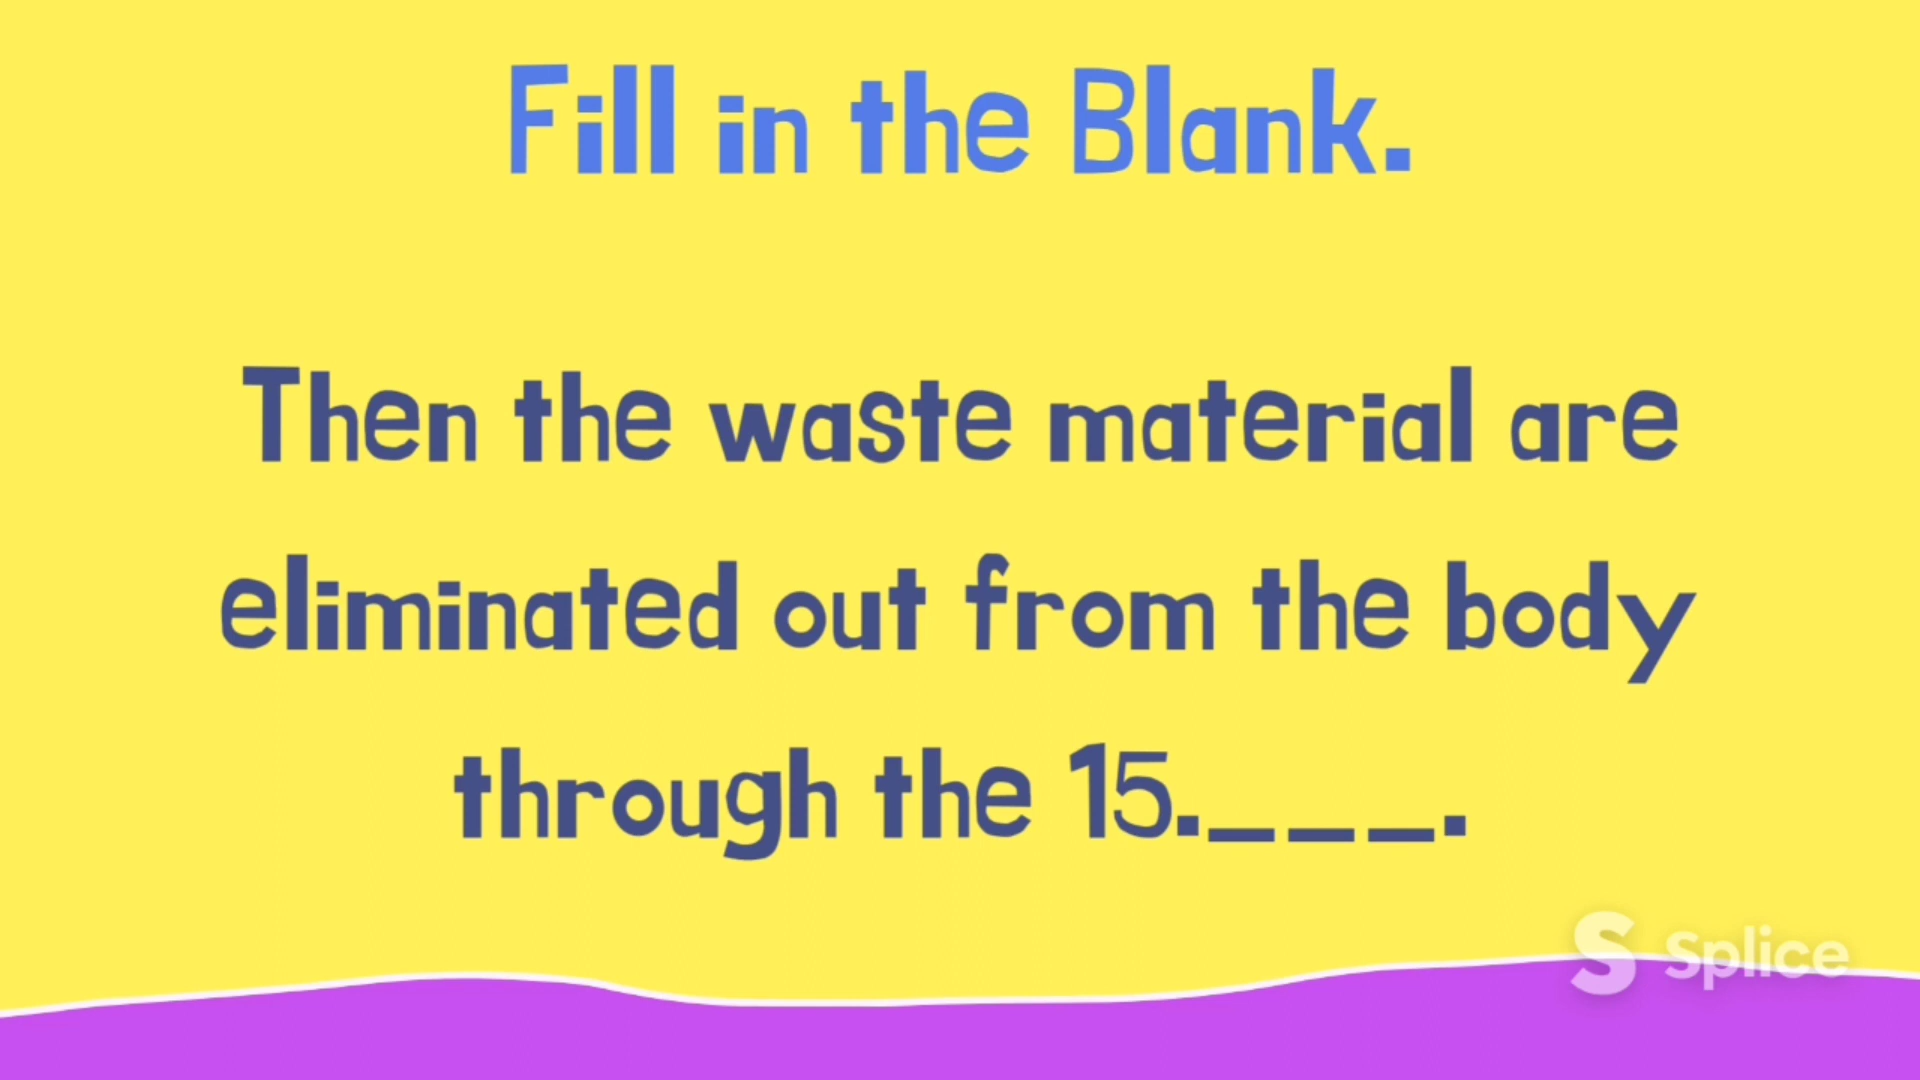 Fill in the Blank.
Then the waste material are
eliminated out from the body
through the 15.___.
S Splice